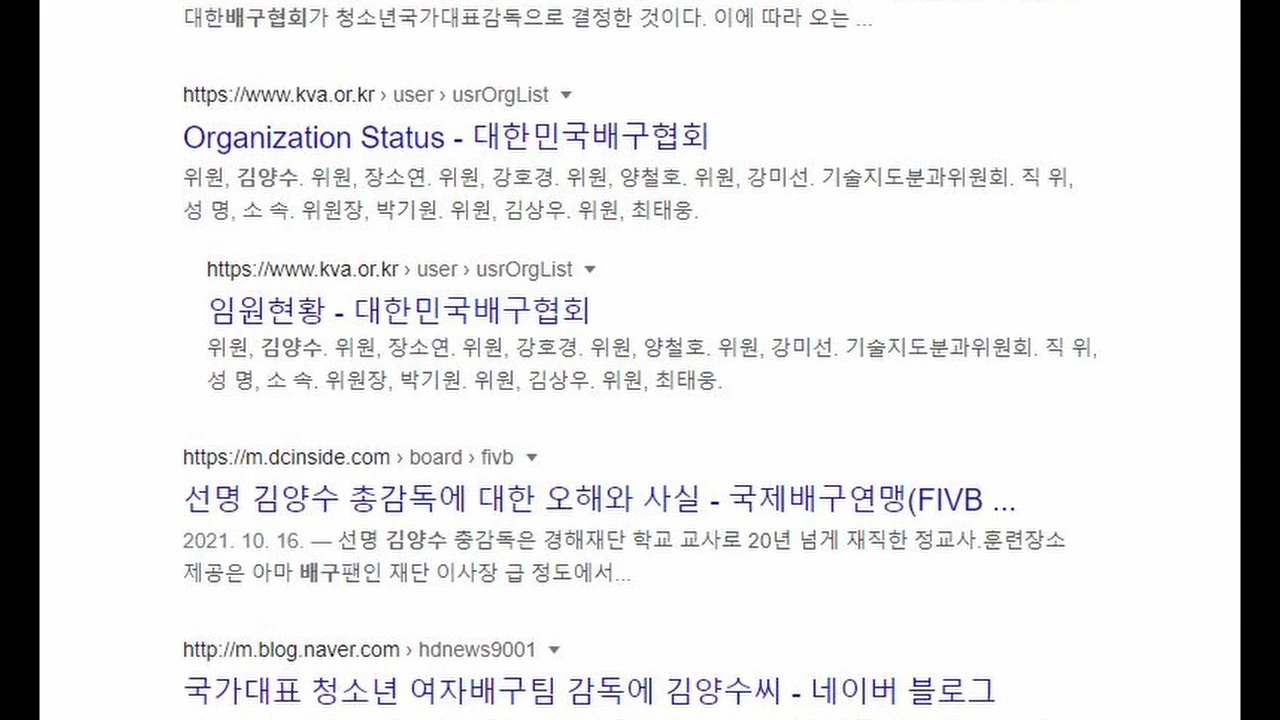 대한배구협회가 청소년국가대표감독으로 결정한 것이다. 이에 따라 오는 ...
https://www.kva.or.kr › user › usrOrgList
Organization Status - 대한민국배구협회
위원, 김양수. 위원, 장소연. 위원, 강호경. 위원, 양철호. 위원, 강미선. 기술지도분과위원회. 직 위,
성 명, 소 속. 위원장, 박기원. 위원, 김상우. 위원, 최태웅.
https://www.kva.or.kr › user › usrOrgList
임원현황 - 대한민국배구협회
위원, 김양수. 위원, 장소연. 위원, 강호경. 위원, 양철호. 위원, 강미선. 기술지도분과위원회. 직 위,
성 명, 소 속. 위원장, 박기원. 위원, 김상우. 위원, 최태웅.
https://m.dcinside.com › board › fivb
선명 김양수 총감독에 대한 오해와 사실 - 국제배구연맹(FIVB ...
2021. 10. 16. — 선명 김양수 총감독은 경해재단 학교 교사로 20년 넘게 재직한 정교사.훈련장소
제공은 아마 배구팬인 재단 이사장 급 정도에서...
http://m.blog.naver.com › hdnews9001
국가대표 청소년 여자배구팀 감독에 김양수씨 - 네이버 블로그